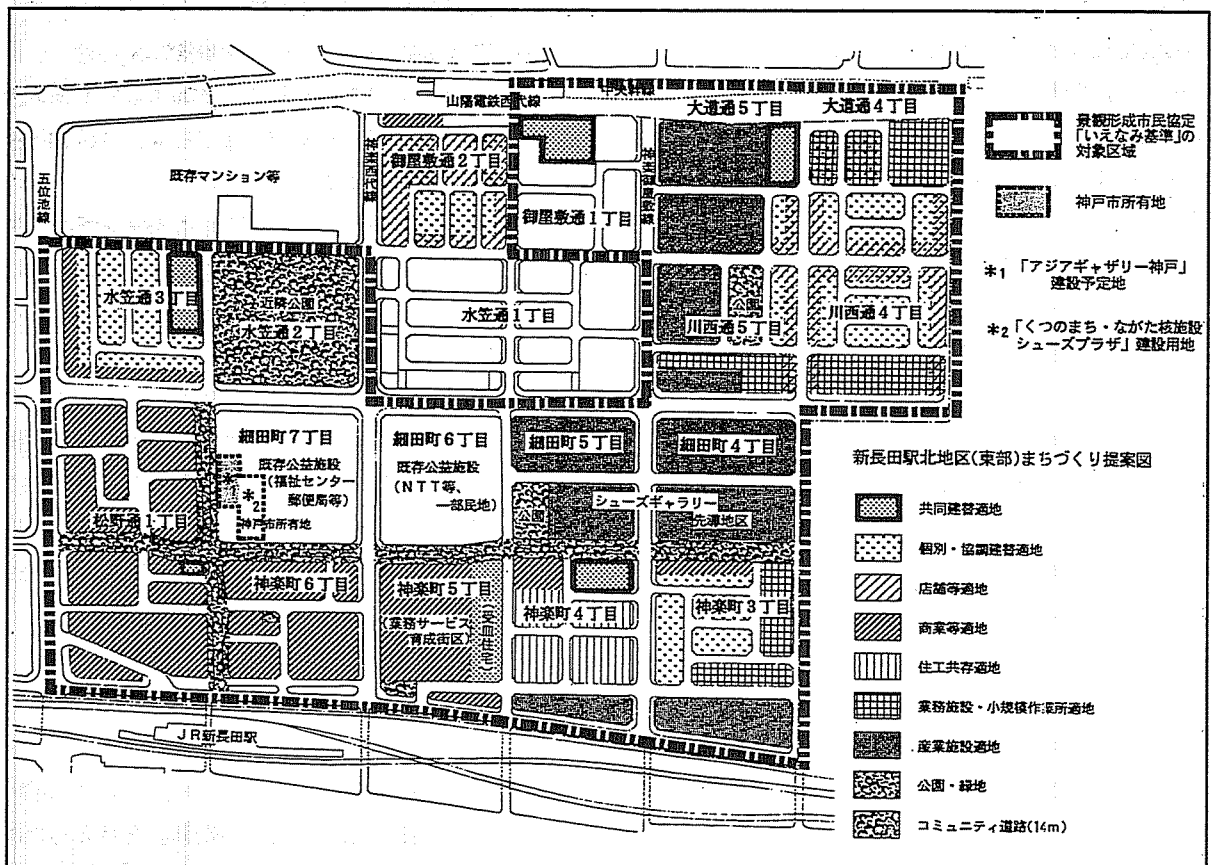 山陽電鉄西代線
中央幹線
大道通5丁目
大道通4丁目
景観形成市民協定
「いえなみ基準」の
対象区域
神戸市所有地
*1 「アジアギャザリー神戸」
建設予定地
*2 「くつのまち・ながた核施設
シューズプラザ」建設用地
五位池線
既存マンション等
神楽西代線
御屋敷通2丁目
御屋敷通1丁目
水笠通3丁目
近隣公園
水笠通2丁目
水笠通1丁目
公園
川西通5丁目
川西通4丁目
細田町7丁目
既存公益施設
(福祉センター
郵便局等)
*
*2
神戸市所有地
細田町6丁目
既存公益施設
(NTT等、
一部民地)
細田町5丁目
細田町4丁目
シューズギャラリー
公園
松野通1丁目
神楽町6丁目
神楽町5丁目
(業務サービス
育成街区)
(受皿住宅)
神楽町4丁目
神楽町3丁目
JR新長田駅
新長田駅北地区(東部)まちづくり提案図
共同建替適地
個別・協調建替適地
店舗等適地
商業等適地
住工共存適地
業務施設・小規模作業所適地
産業施設適地
公園・緑地
コミュニティ道路(14m)